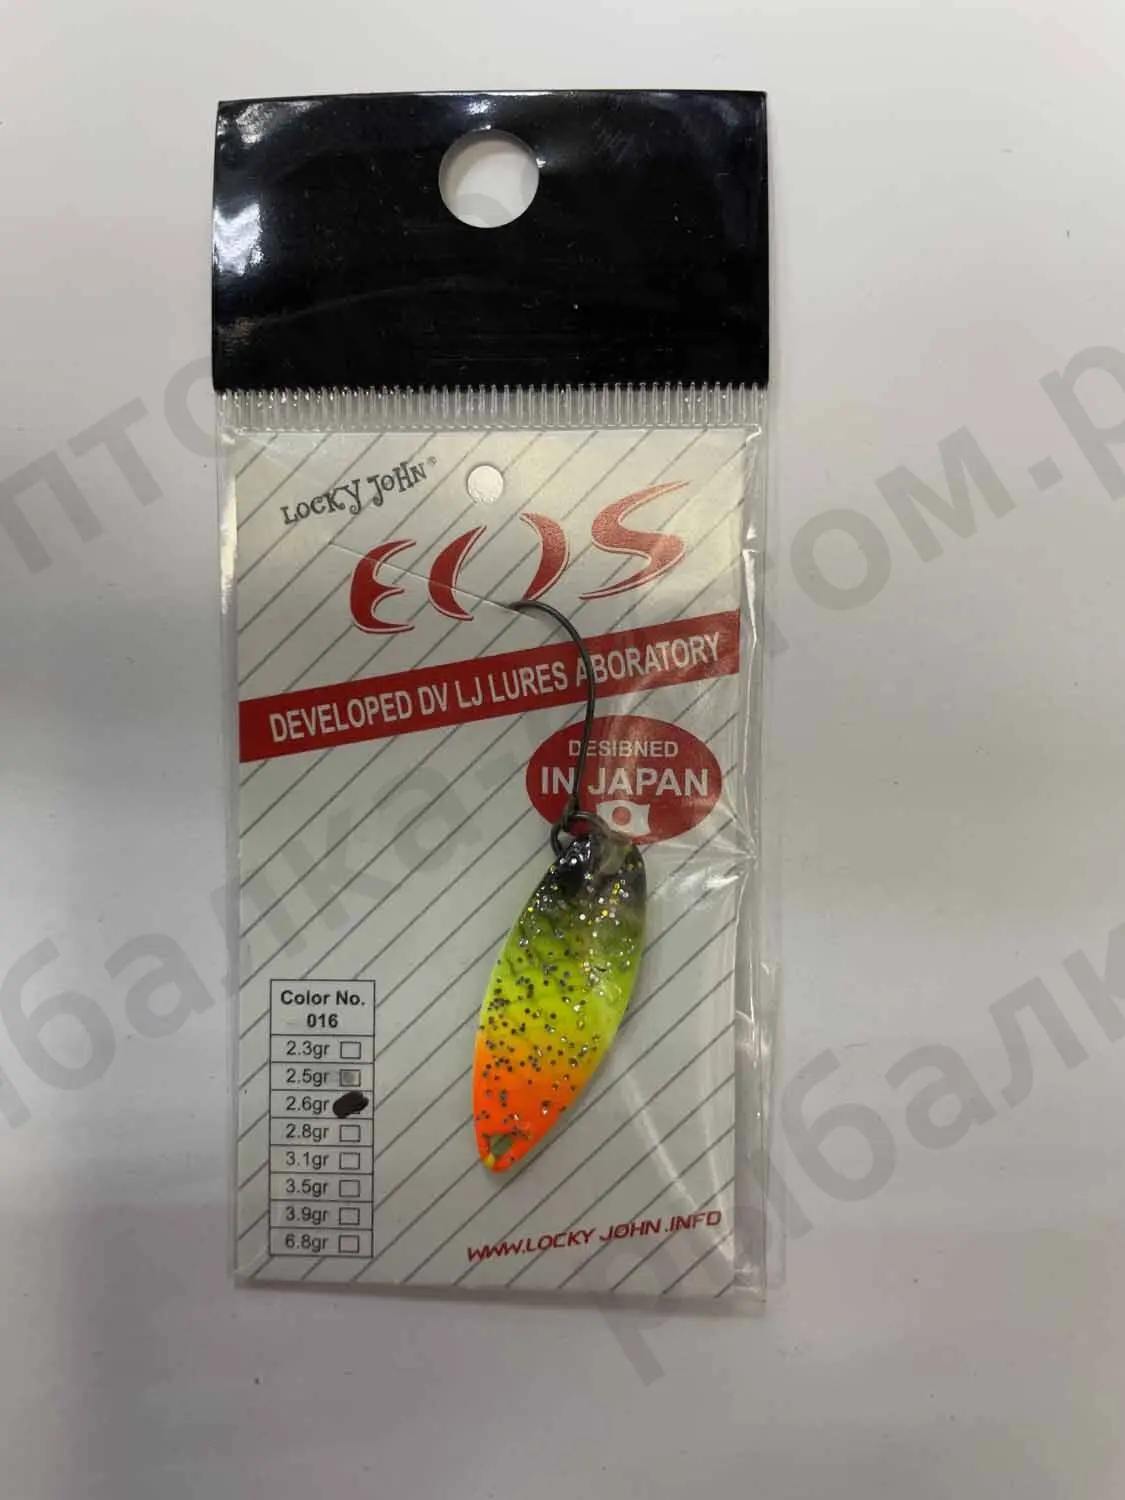 LOCKY JOHN®
EOS
DEVELOPED DV LJ LURES ABORATORY
DESIBNED
IN JAPAN
Color No.
016
2.3gr
2.5gr
2.6gr
2.8gr
3.1gr
3.5gr
3.9gr
6.8gr
WWW.LOCKY JOHN.INFO